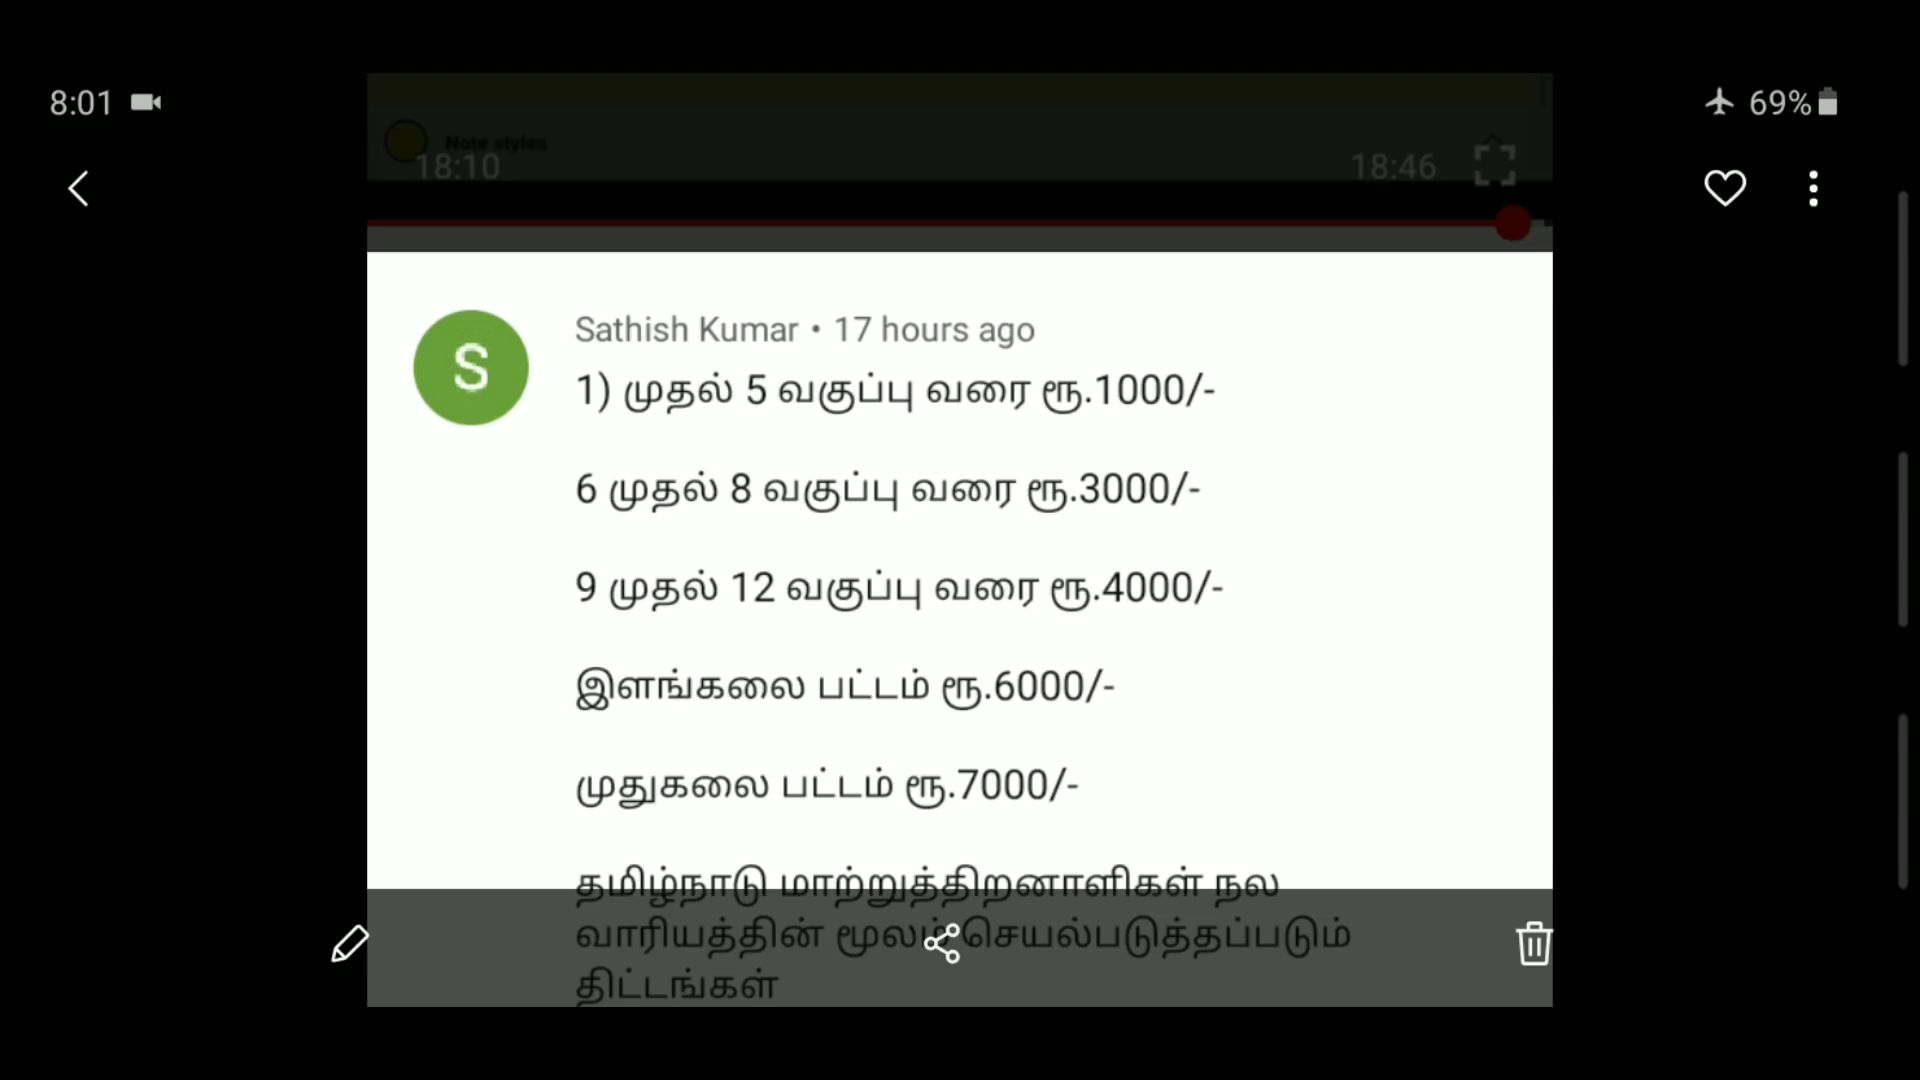 8:01
69%
Note styles
18:10
18:46
S
Sathish Kumar • 17 hours ago
1) முதல் 5 வகுப்பு வரை ரூ.1000/-
6 முதல் 8 வகுப்பு வரை ரூ.3000/-
9 முதல் 12 வகுப்பு வரை ரூ.4000/-
இளங்கலை பட்டம் ரூ.6000/-
முதுகலை பட்டம் ரூ.7000/-
தமிழ்நாடு மாற்றுத்திறனாளிகள் நல
வாரியத்தின் மூலம் செயல்படுத்தப்படும்
திட்டங்கள்